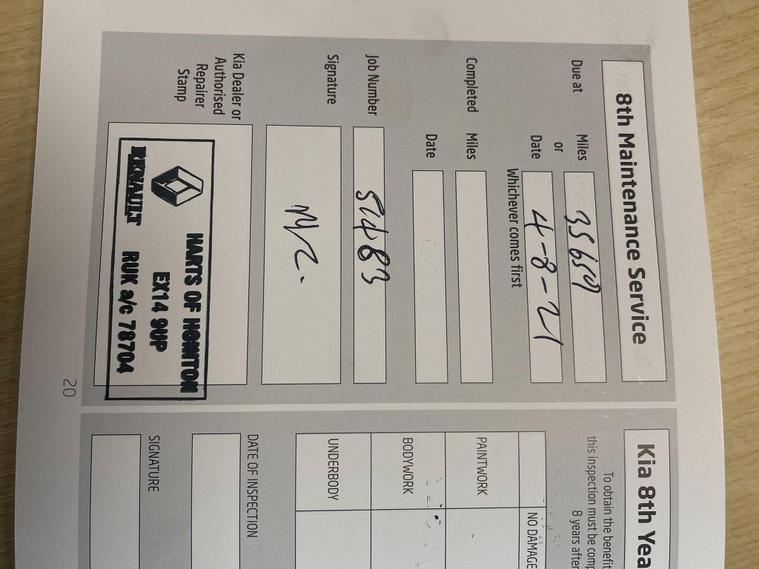 8th Maintenance Service
Due at Miles 35659
or
Date 4-8-21
Whichever comes first
Completed Miles
Date
Job Number 51483
Signature
Kia Dealer or
Authorised
Repairer
Stamp
HARTS OF HONITON
EX14 9UP
RENAULT RUK a/c 78704
20
Kia 8th Yea
To obtain the benefit
this inspection must be comp
8 years after
NO DAMAGE
PAINTWORK
BODYWORK
UNDERBODY
DATE OF INSPECTION
SIGNATURE